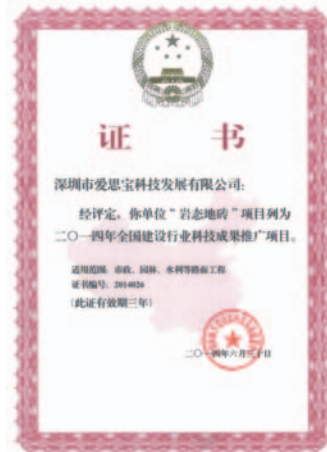 证 书
深圳市爱思宝科技发展有限公司：
经评定，你单位“岩态地砖”项目列为
二〇一四年全国建设行业科技成果推广项目。
适用范围：市政、园林、水利等路面工程
证书编号：2014026
（此证有效期三年）
二〇一四年六月三十日